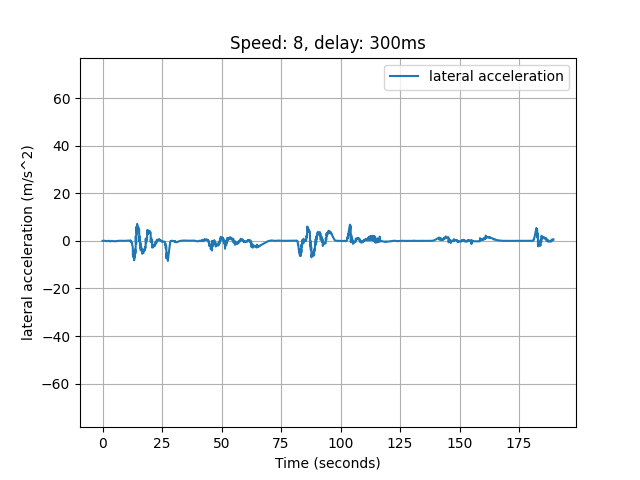 Speed: 8, delay: 300ms
lateral acceleration
lateral acceleration (m/s^2)
60
40
20
0
−20
−40
−60
0 25 50 75 100 125 150 175
Time (seconds)